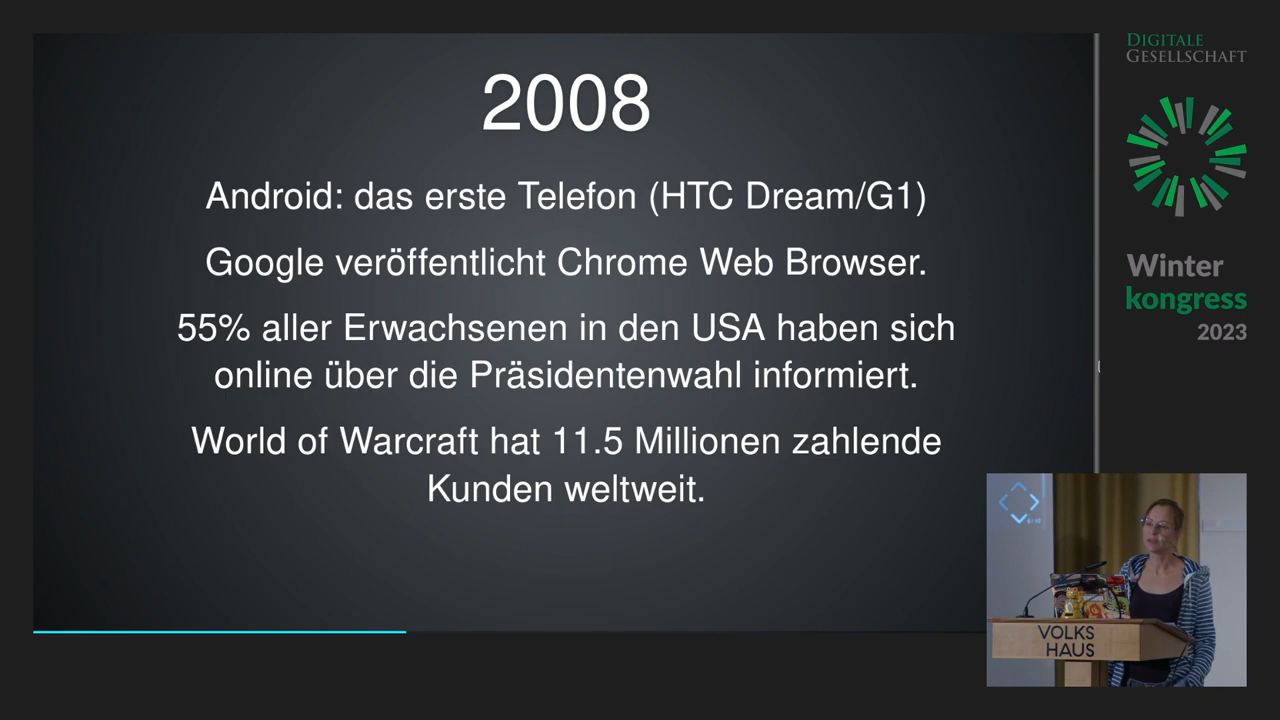 2008
Android: das erste Telefon (HTC Dream/G1)
Google veröffentlicht Chrome Web Browser.
55% aller Erwachsenen in den USA haben sich
online über die Präsidentenwahl informiert.
World of Warcraft hat 11.5 Millionen zahlende
Kunden weltweit.
DIGITALE
GESELLSCHAFT
Winter
kongress
2023
VOLKS
HAUS